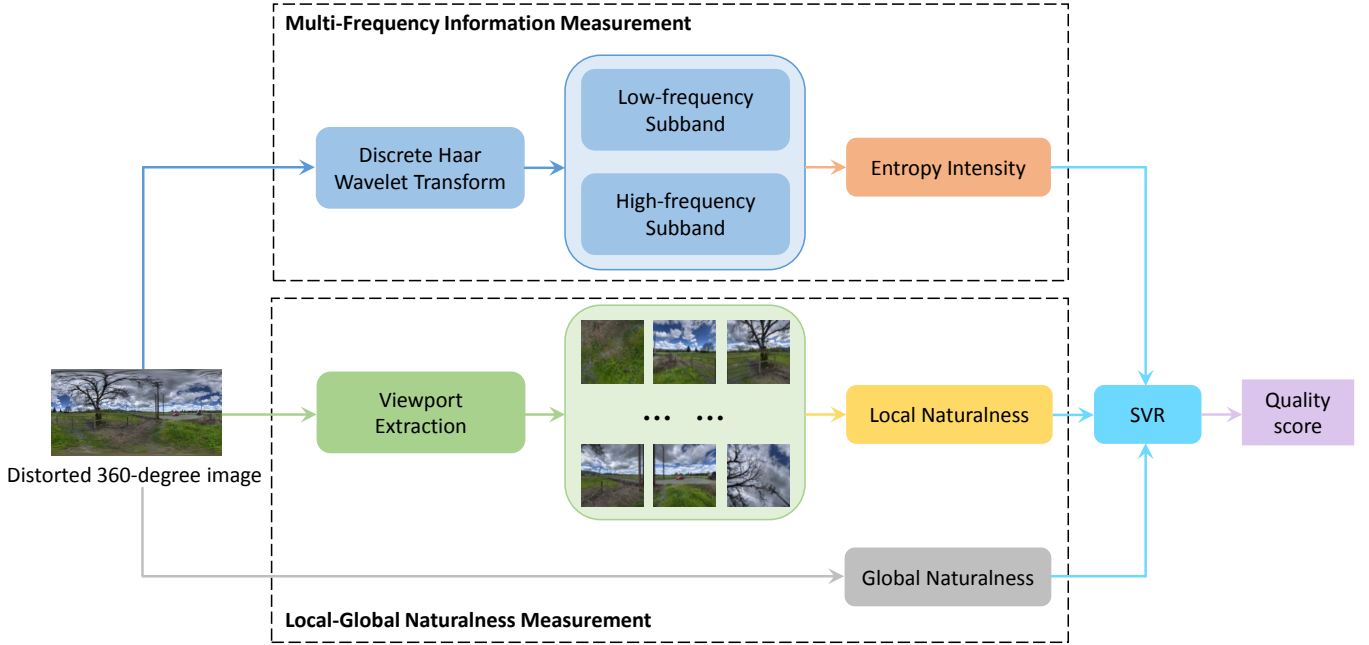 Multi-Frequency Information Measurement
Low-frequency
Subband
Discrete Haar
Wavelet Transform
High-frequency
Subband
Entropy Intensity
Distorted 360-degree image
Viewport
Extraction
... ...
Local Naturalness
SVR
Quality
score
Global Naturalness
Local-Global Naturalness Measurement